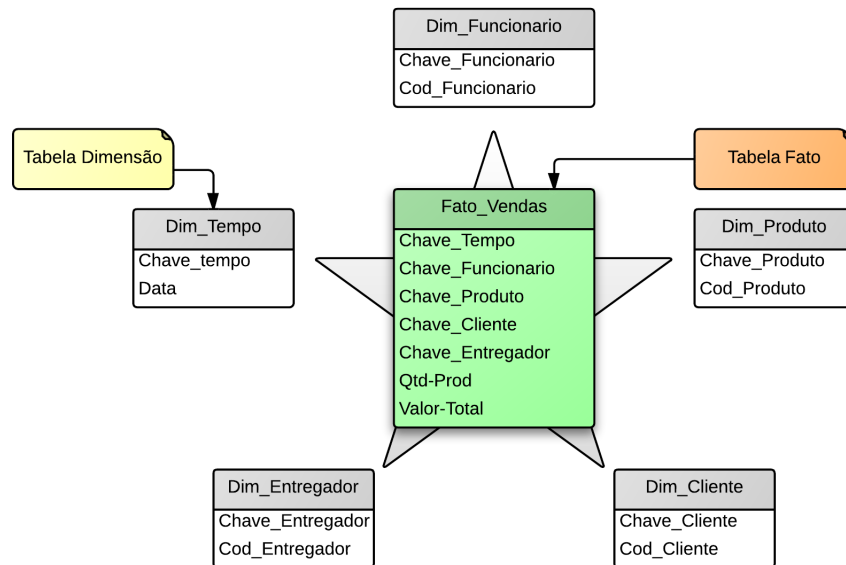 Dim_Funcionario
Chave_Funcionario
Cod_Funcionario
Tabela Dimensão
Tabela Fato
Dim_Tempo
Chave_tempo
Data
Fato_Vendas
Chave_Tempo
Chave_Funcionario
Chave_Produto
Chave_Cliente
Chave_Entregador
Qtd-Prod
Valor-Total
Dim_Produto
Chave_Produto
Cod_Produto
Dim_Entregador
Chave_Entregador
Cod_Entregador
Dim_Cliente
Chave_Cliente
Cod_Cliente